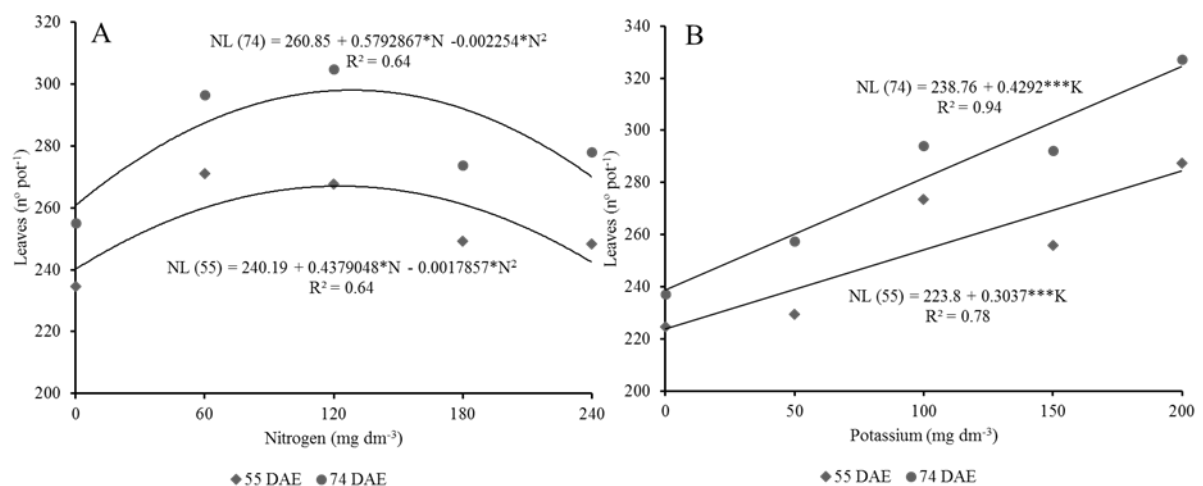 A
NL (74) = 260.85 + 0.5792867*N -0.002254*N²
R² = 0.64
NL (55) = 240.19 + 0.4379048*N - 0.0017857*N²
R² = 0.64
Leaves (nº pot⁻¹)
320
300
280
260
240
220
200
0
60
120
180
240
Nitrogen (mg dm⁻³)
55 DAE
74 DAE
B
NL (74) = 238.76 + 0.4292***K
R² = 0.94
NL (55) = 223.8 + 0.3037***K
R² = 0.78
Leaves (nº pot⁻¹)
340
320
300
280
260
240
220
200
0
50
100
150
200
Potassium (mg dm⁻³)
55 DAE
74 DAE